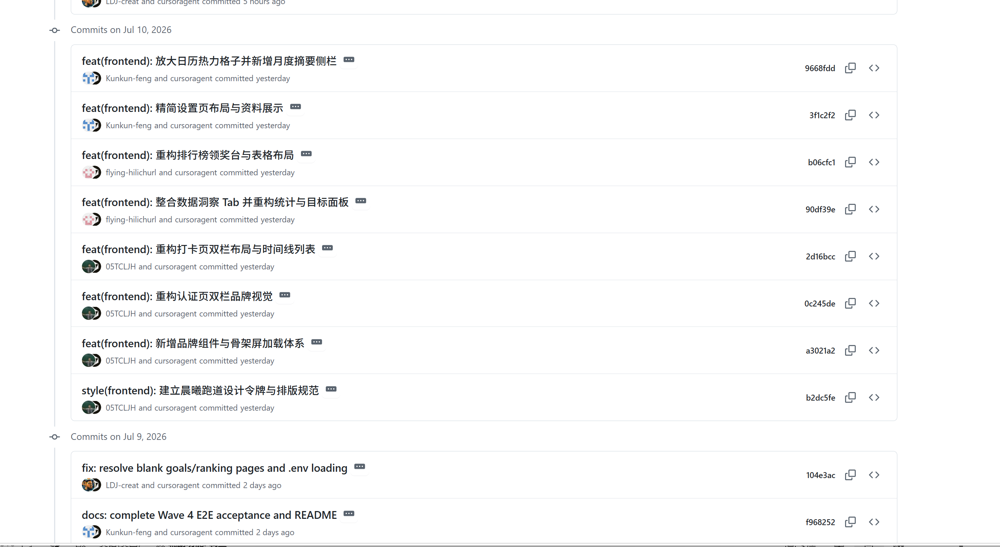 LDJ-creat and cursoragent committed 5 hours ago
Commits on Jul 10, 2026
feat(frontend): 放大日历热力格子并新增月度摘要侧栏
Kunkun-feng and cursoragent committed yesterday
9668fdd
feat(frontend): 精简设置页布局与资料展示
Kunkun-feng and cursoragent committed yesterday
3f1c2f2
feat(frontend): 重构排行榜领奖台与表格布局
flying-hilichurl and cursoragent committed yesterday
b06cfc1
feat(frontend): 整合数据洞察 Tab 并重构统计与目标面板
flying-hilichurl and cursoragent committed yesterday
90df39e
feat(frontend): 重构打卡页双栏布局与时间线列表
05TCLJH and cursoragent committed yesterday
2d16bcc
feat(frontend): 重构认证页双栏品牌视觉
05TCLJH and cursoragent committed yesterday
0c245de
feat(frontend): 新增品牌组件与骨架屏加载体系
05TCLJH and cursoragent committed yesterday
a3021a2
style(frontend): 建立晨曦跑道设计令牌与排版规范
05TCLJH and cursoragent committed yesterday
b2dc5fe
Commits on Jul 9, 2026
fix: resolve blank goals/ranking pages and .env loading
LDJ-creat and cursoragent committed 2 days ago
104e3ac
docs: complete Wave 4 E2E acceptance and README
Kunkun-feng and cursoragent committed 2 days ago
f968252